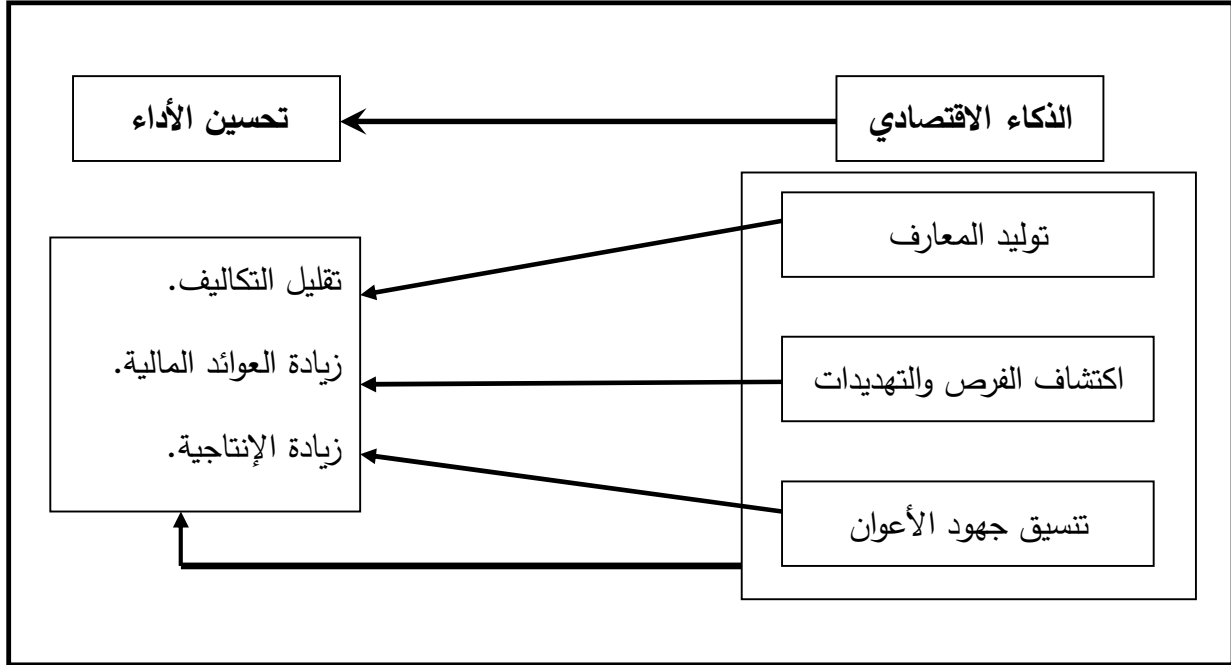 الذكاء الاقتصادي
تحسين الأداء
توليد المعارف
اكتشاف الفرص والتهديدات
تنسيق جهود الأعوان
تقليل التكاليف.
زيادة العوائد المالية.
زيادة الإنتاجية.